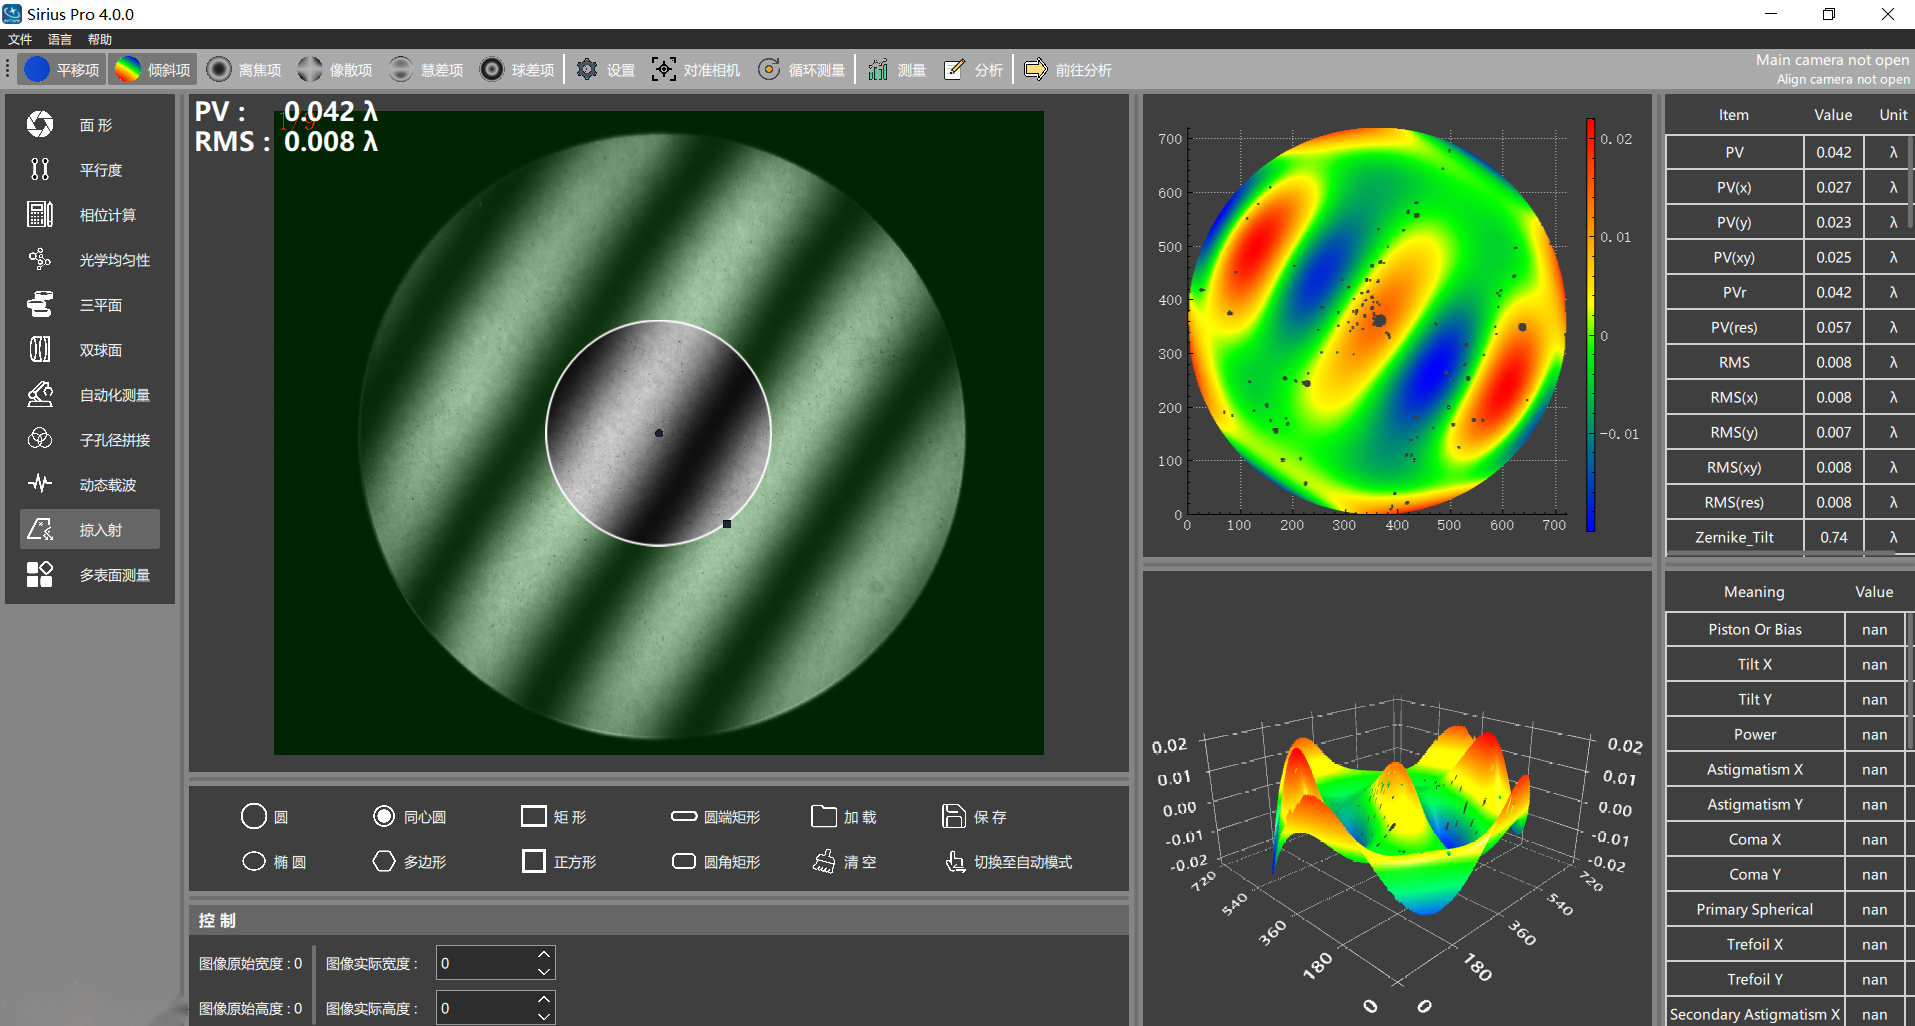 Sirius Pro 4.0.0
文件 语言 帮助
平移项 倾斜项 离焦项 像散项 慧差项 球差项 设置 对准相机 循环测量 测量 分析 前往分析
Main camera not open
Align camera not open
面 形
平行度
相位计算
光学均匀性
三平面
双球面
自动化测量
子孔径拼接
动态载波
掠入射
多表面测量
PV : 0.042 λ
RMS : 0.008 λ
圆 同心圆 矩 形 圆端矩形 加 载 保 存
椭 圆 多边形 正方形 圆角矩形 清 空 切换至自动模式
控 制
图像原始宽度 : 0 图像实际宽度 : 0
图像原始高度 : 0 图像实际高度 : 0
700
600
500
400
300
200
100
0
0 100 200 300 400 500 600 700
0.02
0.01
0
-0.01
0.02
0.01
0.00
-0.01
-0.02
720
540
360
180
0
0.02
0.01
0.00
-0.01
-0.02
720
540
360
180
0
Item Value Unit
PV 0.042 λ
PV(x) 0.027 λ
PV(y) 0.023 λ
PV(xy) 0.025 λ
PVr 0.042 λ
PV(res) 0.057 λ
RMS 0.008 λ
RMS(x) 0.008 λ
RMS(y) 0.007 λ
RMS(xy) 0.008 λ
RMS(res) 0.008 λ
Zernike_Tilt 0.74 λ
Meaning Value
Piston Or Bias nan
Tilt X nan
Tilt Y nan
Power nan
Astigmatism X nan
Astigmatism Y nan
Coma X nan
Coma Y nan
Primary Spherical nan
Trefoil X nan
Trefoil Y nan
Secondary Astigmatism X nan